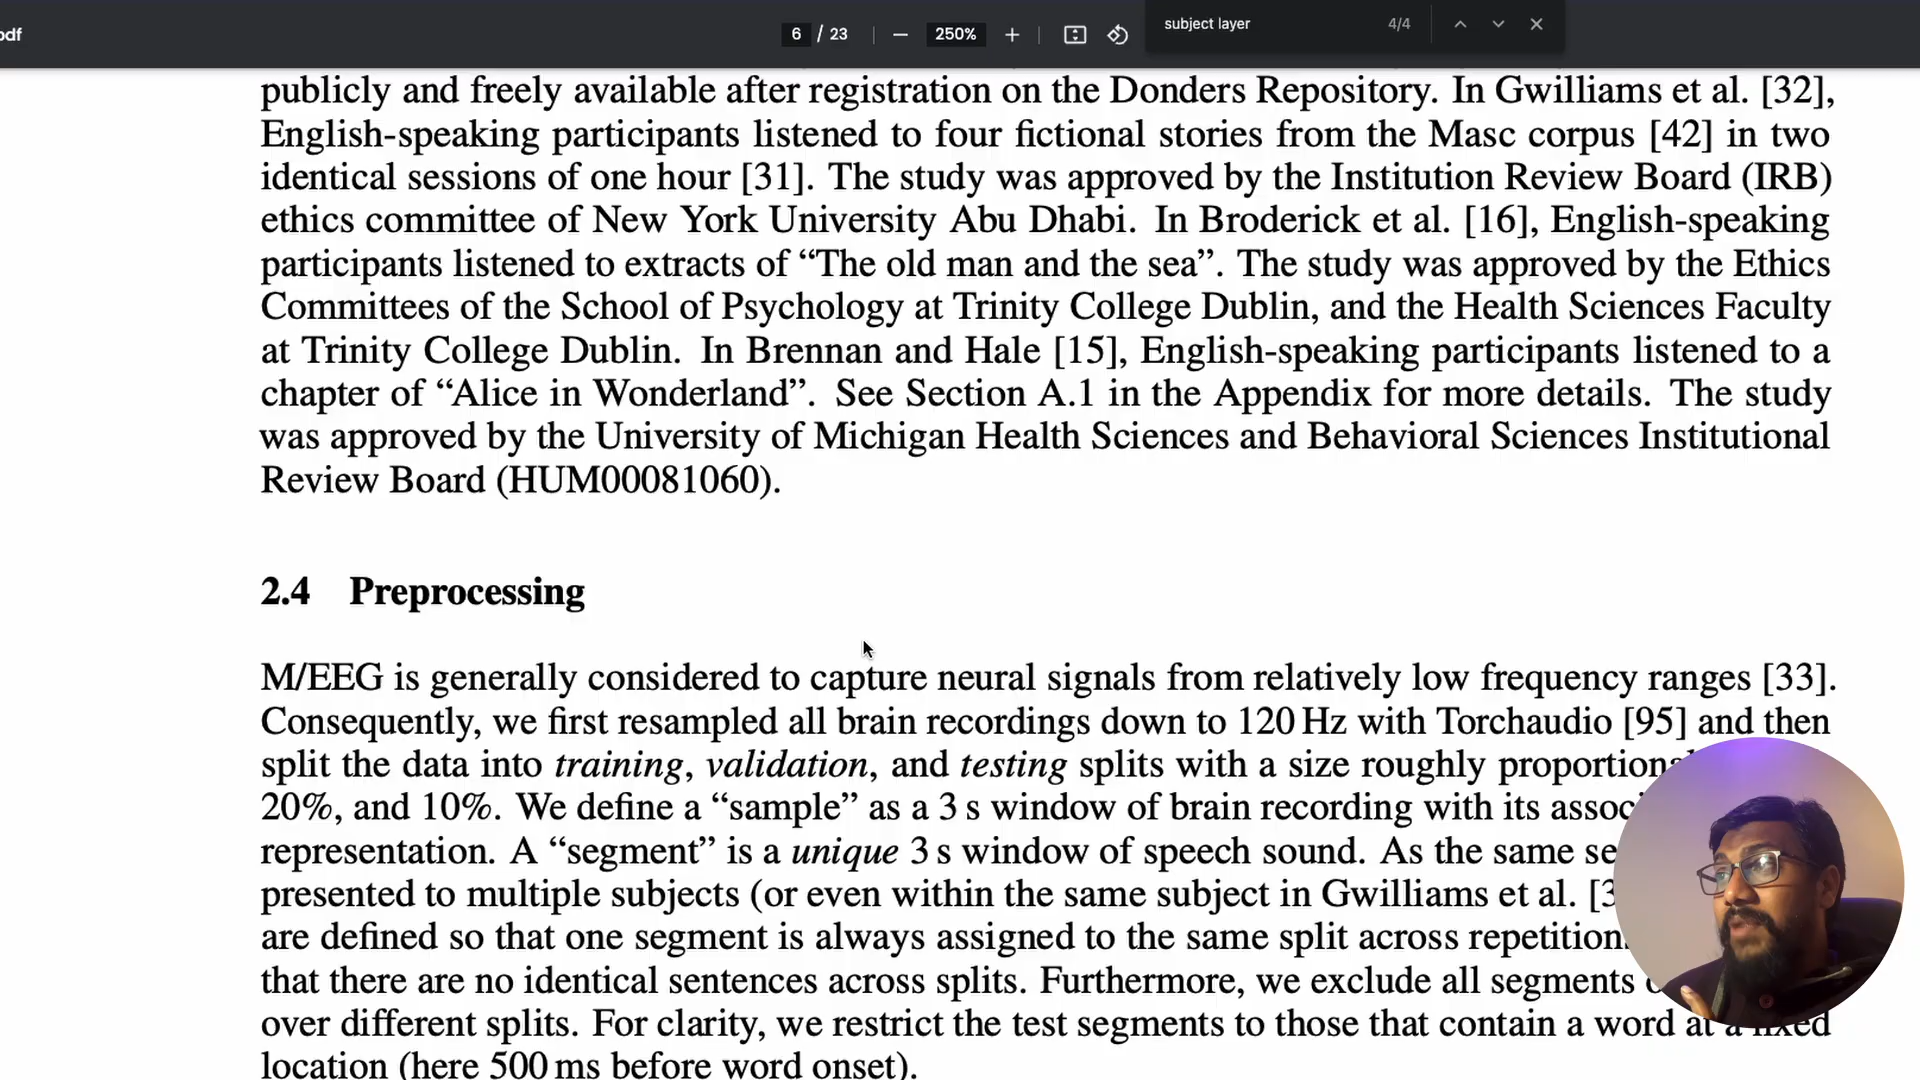 pdf
6 / 23
250%
subject layer
4/4
publicly and freely available after registration on the Donders Repository. In Gwilliams et al. [32],
English-speaking participants listened to four fictional stories from the Masc corpus [42] in two
identical sessions of one hour [31]. The study was approved by the Institution Review Board (IRB)
ethics committee of New York University Abu Dhabi. In Broderick et al. [16], English-speaking
participants listened to extracts of “The old man and the sea”. The study was approved by the Ethics
Committees of the School of Psychology at Trinity College Dublin, and the Health Sciences Faculty
at Trinity College Dublin. In Brennan and Hale [15], English-speaking participants listened to a
chapter of “Alice in Wonderland”. See Section A.1 in the Appendix for more details. The study
was approved by the University of Michigan Health Sciences and Behavioral Sciences Institutional
Review Board (HUM00081060).
2.4 Preprocessing
M/EEG is generally considered to capture neural signals from relatively low frequency ranges [33].
Consequently, we first resampled all brain recordings down to 120 Hz with Torchaudio [95] and then
split the data into training, validation, and testing splits with a size roughly
20%, and 10%. We define a “sample” as a 3 s window of brain recording with its
representation. A “segment” is a unique 3 s window of speech sound. As the same
presented to multiple subjects (or even within the same subject in Gwilliams et al.
are defined so that one segment is always assigned to the same split across
that there are no identical sentences across splits. Furthermore, we exclude all segments
over different splits. For clarity, we restrict the test segments to those that contain a word at a fixed
location (here 500 ms before word onset).